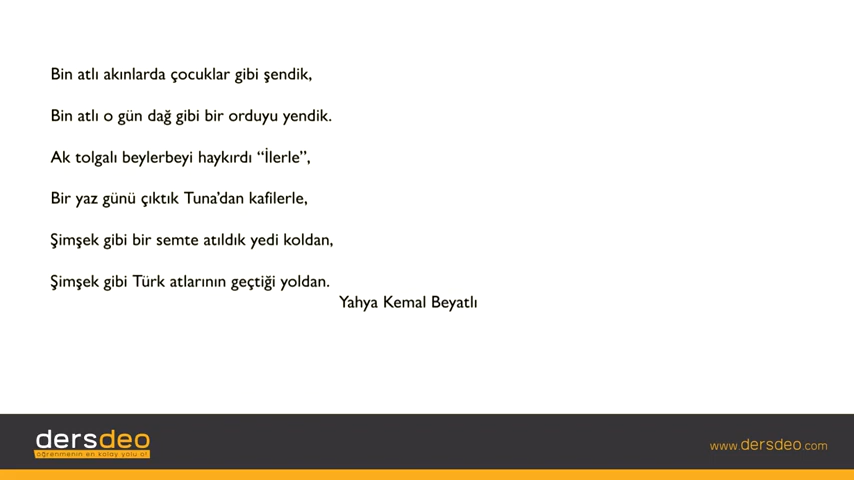 Bin atlı akınlarda çocuklar gibi şendik,
Bin atlı o gün dağ gibi bir orduyu yendik.
Ak tolgalı beylerbeyi haykırdı “İlerle”,
Bir yaz günü çıktık Tuna’dan kafilerle,
Şimşek gibi bir semte atıldık yedi koldan,
Şimşek gibi Türk atlarının geçtiği yoldan.
Yahya Kemal Beyatlı
dersdeo
öğrenmenin en kolay yolu o!
www.dersdeo.com